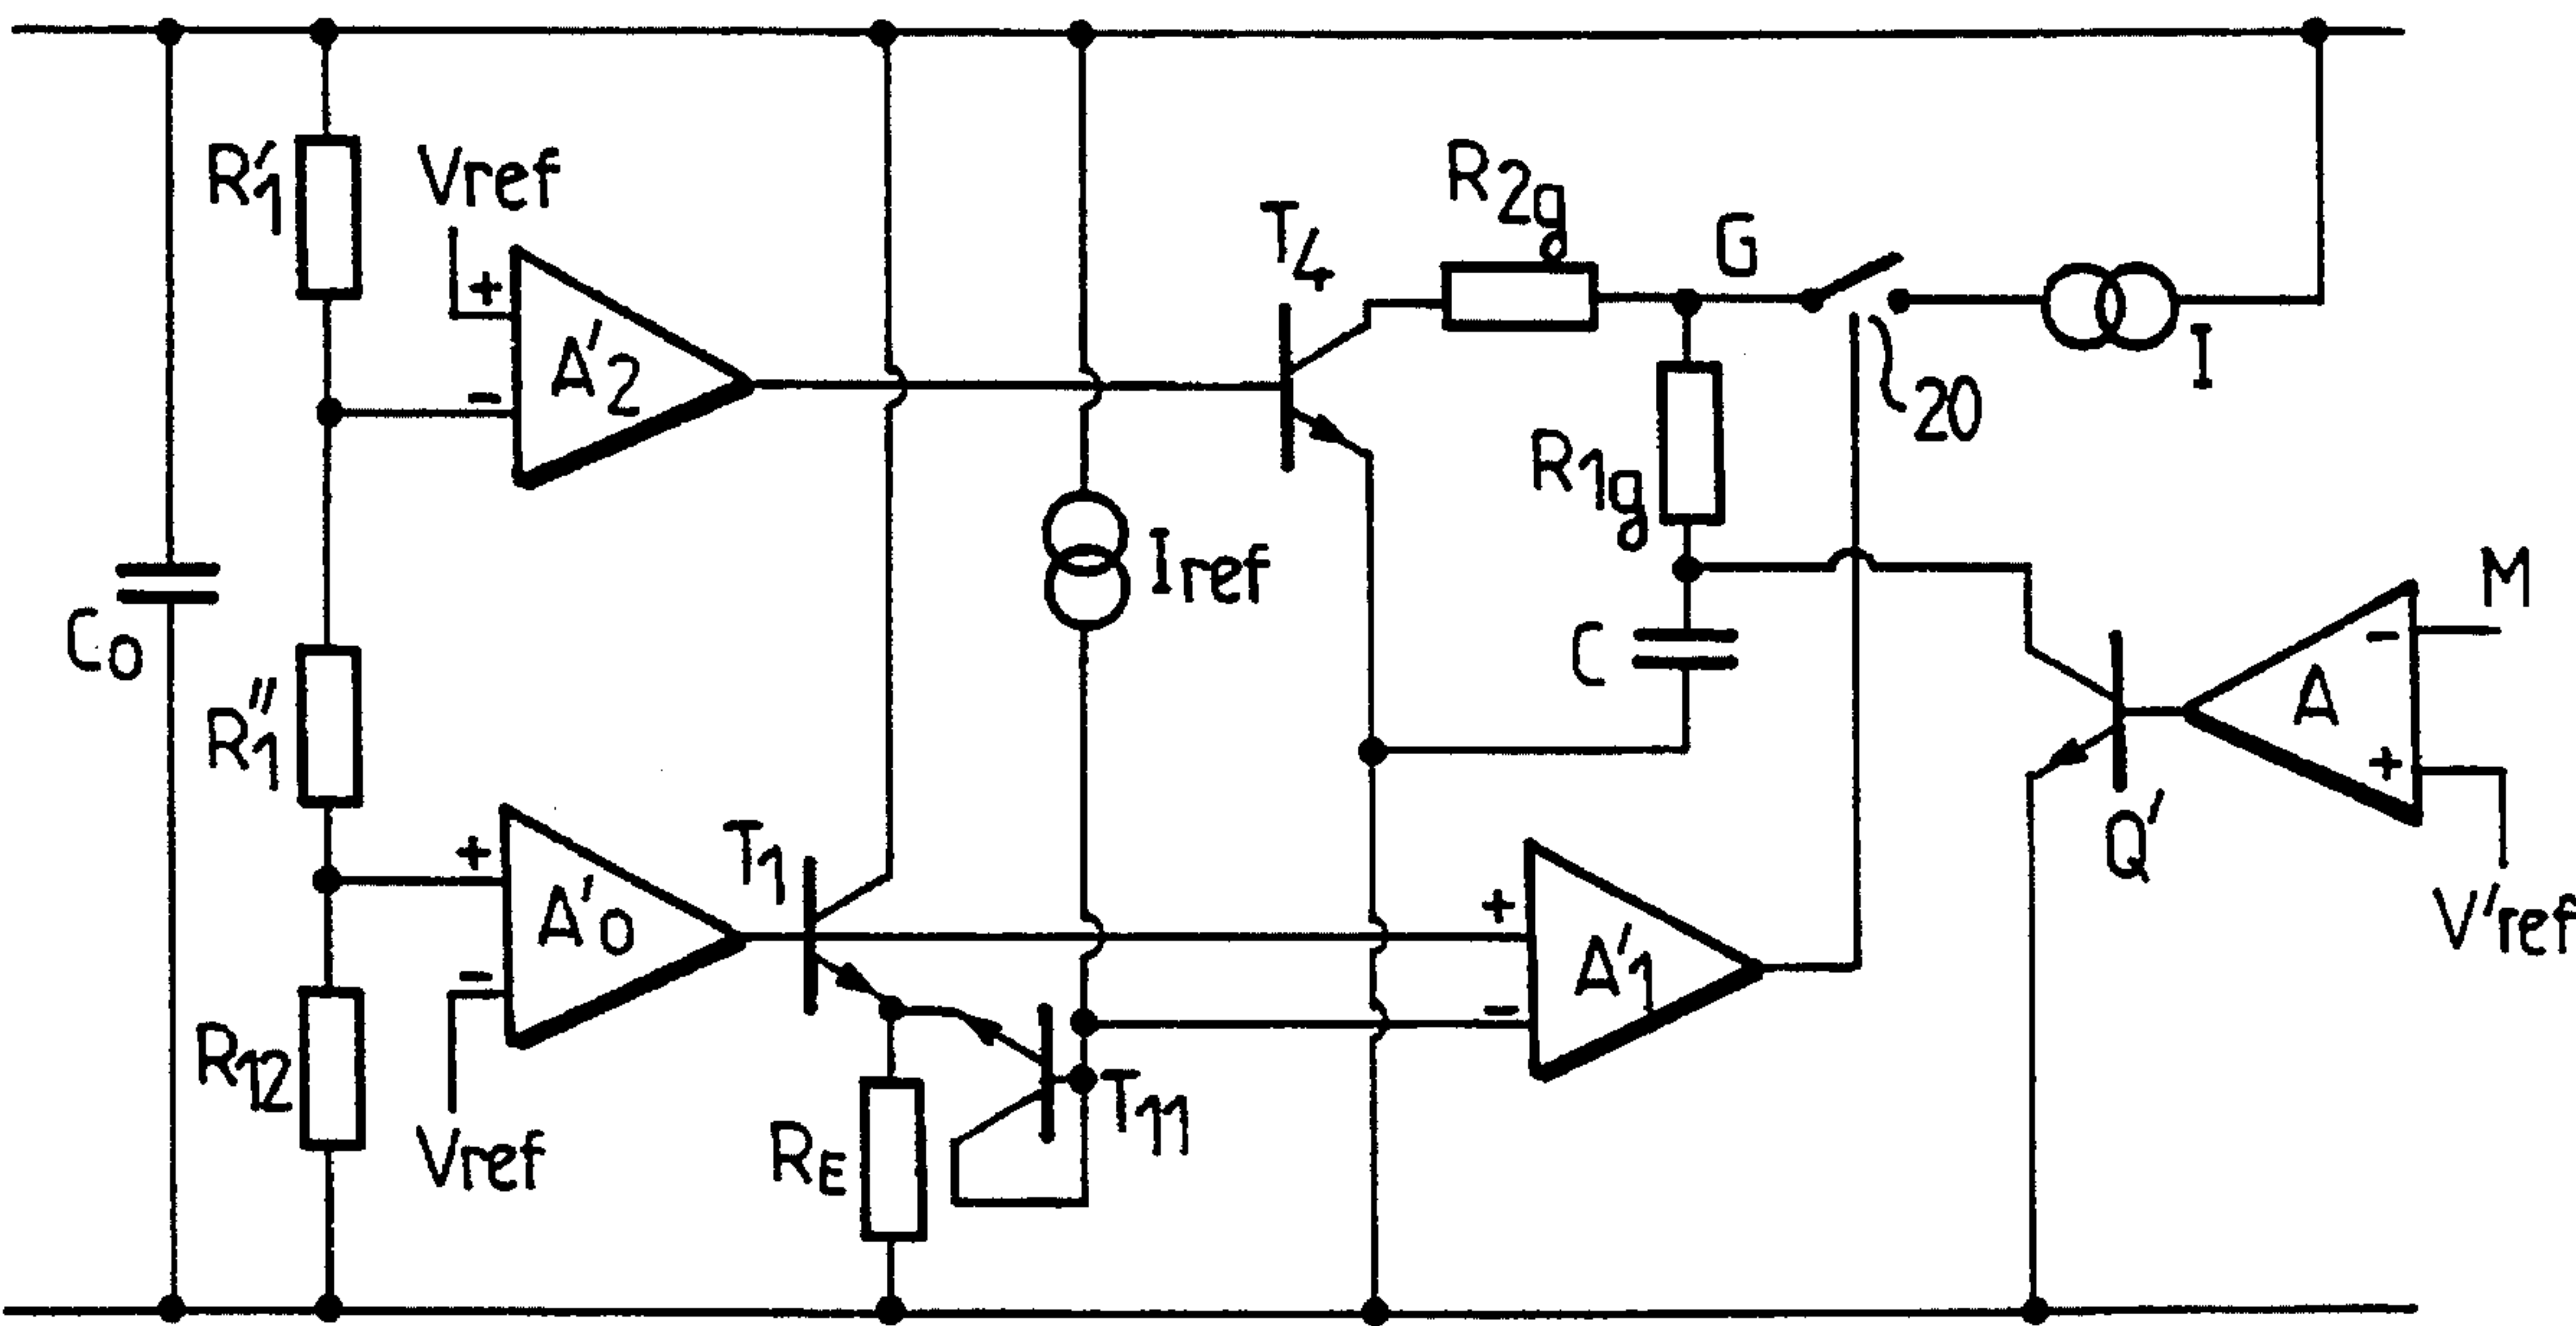 R'1
Vref
+
A'2
-
T4
R2g
G
20
I
R1g
Iref
C0
C
M
-
A
+
Q'
V'ref
R"1
+
A'0
-
Vref
T1
R12
RE
T11
+
A'1
-